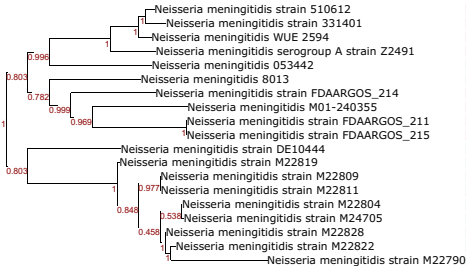 Neisseria meningitidis strain 510612
1
Neisseria meningitidis strain 331401
1
Neisseria meningitidis WUE 2594
1
Neisseria meningitidis serogroup A strain Z2491
0.996
Neisseria meningitidis 053442
0.803
Neisseria meningitidis 8013
0.782
Neisseria meningitidis strain FDAARGOS_214
0.999
Neisseria meningitidis M01-240355
0.969
Neisseria meningitidis strain FDAARGOS_211
1
Neisseria meningitidis strain FDAARGOS_215
1
Neisseria meningitidis strain DE10444
0.803
Neisseria meningitidis strain M22819
1
Neisseria meningitidis strain M22809
0.977
Neisseria meningitidis strain M22811
0.848
Neisseria meningitidis strain M22804
0.538
Neisseria meningitidis strain M24705
0.458
Neisseria meningitidis strain M22828
1
Neisseria meningitidis strain M22822
1
Neisseria meningitidis strain M22790